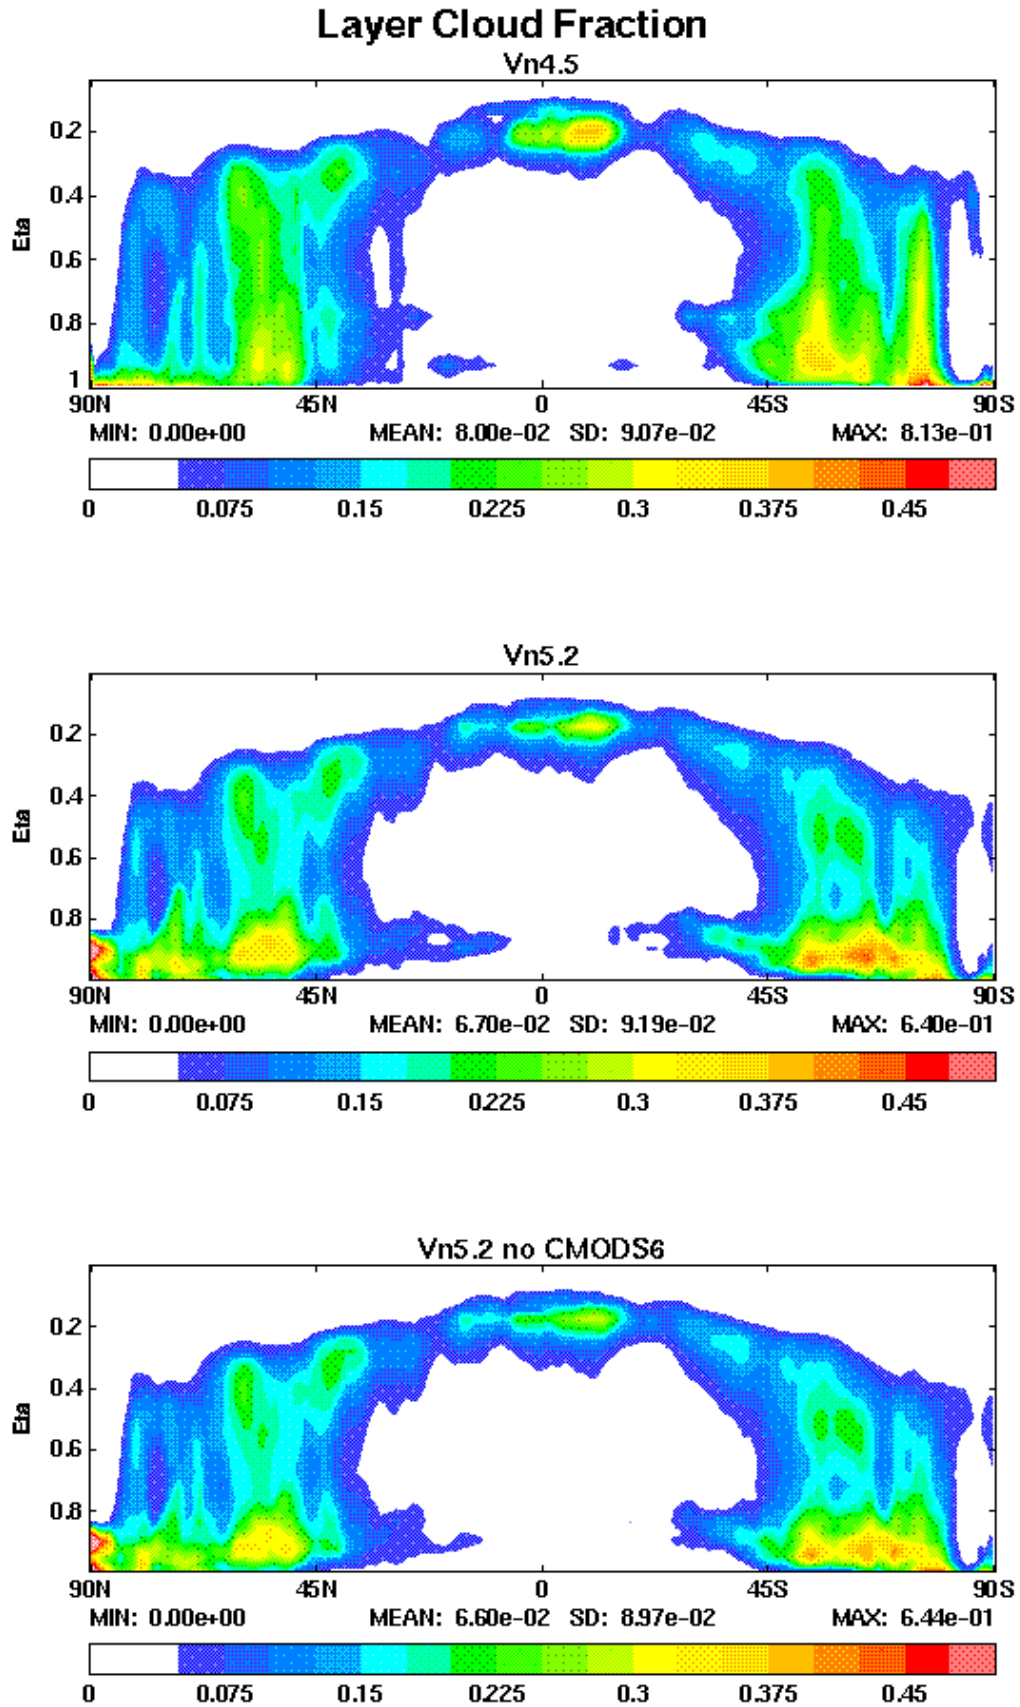 Layer Cloud Fraction
Vn4.5
Eta
0.2
0.4
0.6
0.8
1
90N 45N 0 45S 90S
MIN: 0.00e+00 MEAN: 8.00e-02 SD: 9.07e-02 MAX: 8.13e-01
0 0.075 0.15 0.225 0.3 0.375 0.45
Vn5.2
Eta
0.2
0.4
0.6
0.8
90N 45N 0 45S 90S
MIN: 0.00e+00 MEAN: 6.70e-02 SD: 9.19e-02 MAX: 6.40e-01
0 0.075 0.15 0.225 0.3 0.375 0.45
Vn5.2 no CMODS6
Eta
0.2
0.4
0.6
0.8
90N 45N 0 45S 90S
MIN: 0.00e+00 MEAN: 6.60e-02 SD: 8.97e-02 MAX: 6.44e-01
0 0.075 0.15 0.225 0.3 0.375 0.45